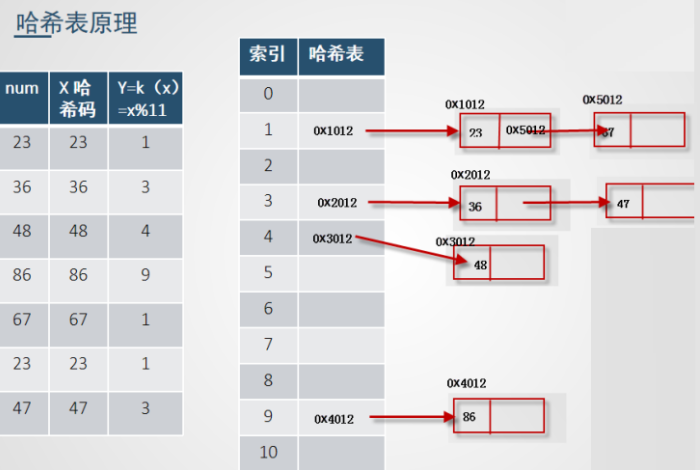 哈希表原理
num X 哈希码 Y=k（x）=x%11
23 23 1
36 36 3
48 48 4
86 86 9
67 67 1
23 23 1
47 47 3
索引 哈希表
0
1 0X1012
2
3 0X2012
4 0X3012
5
6
7
8
9 0X4012
10
0X1012
23 0X5012
0X5012
67
0X2012
36
47
0X3012
48
0X4012
86